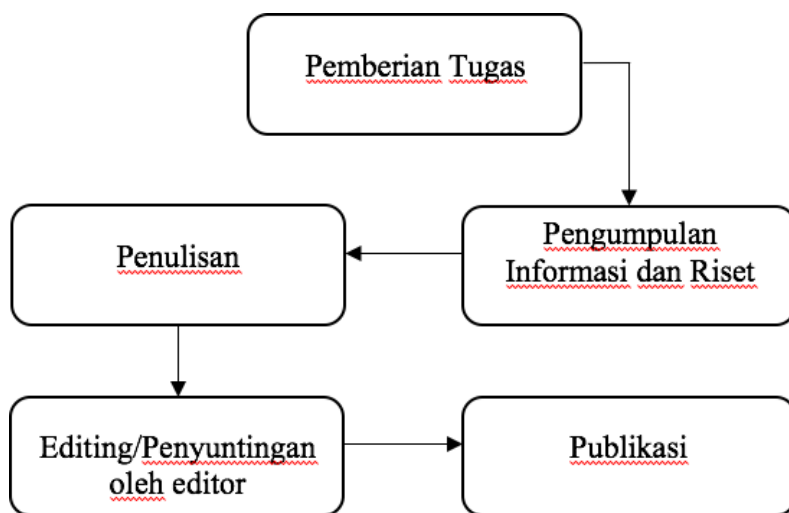 Pemberian Tugas
Pengumpulan
Informasi dan Riset
Penulisan
Editing/Penyuntingan
oleh editor
Publikasi